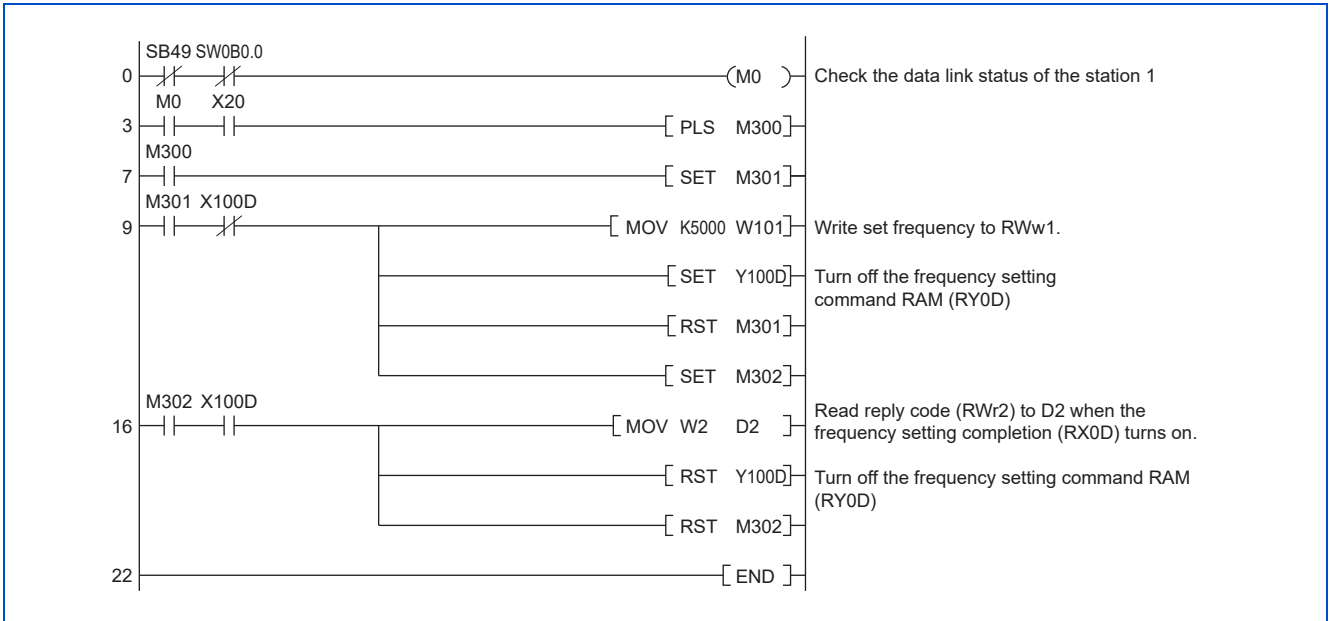 SB49 SW0B0.0
0 (M0 ) Check the data link status of the station 1
M0 X20
3 [ PLS M300]
M300
7 [ SET M301]
M301 X100D
9 [ MOV K5000 W101] Write set frequency to RWw1.
[ SET Y100D] Turn off the frequency setting
command RAM (RY0D)
[ RST M301]
[ SET M302]
M302 X100D
16 [ MOV W2 D2 ] Read reply code (RWr2) to D2 when the
frequency setting completion (RX0D) turns on.
[ RST Y100D] Turn off the frequency setting command RAM
(RY0D)
[ RST M302]
22 [ END ]